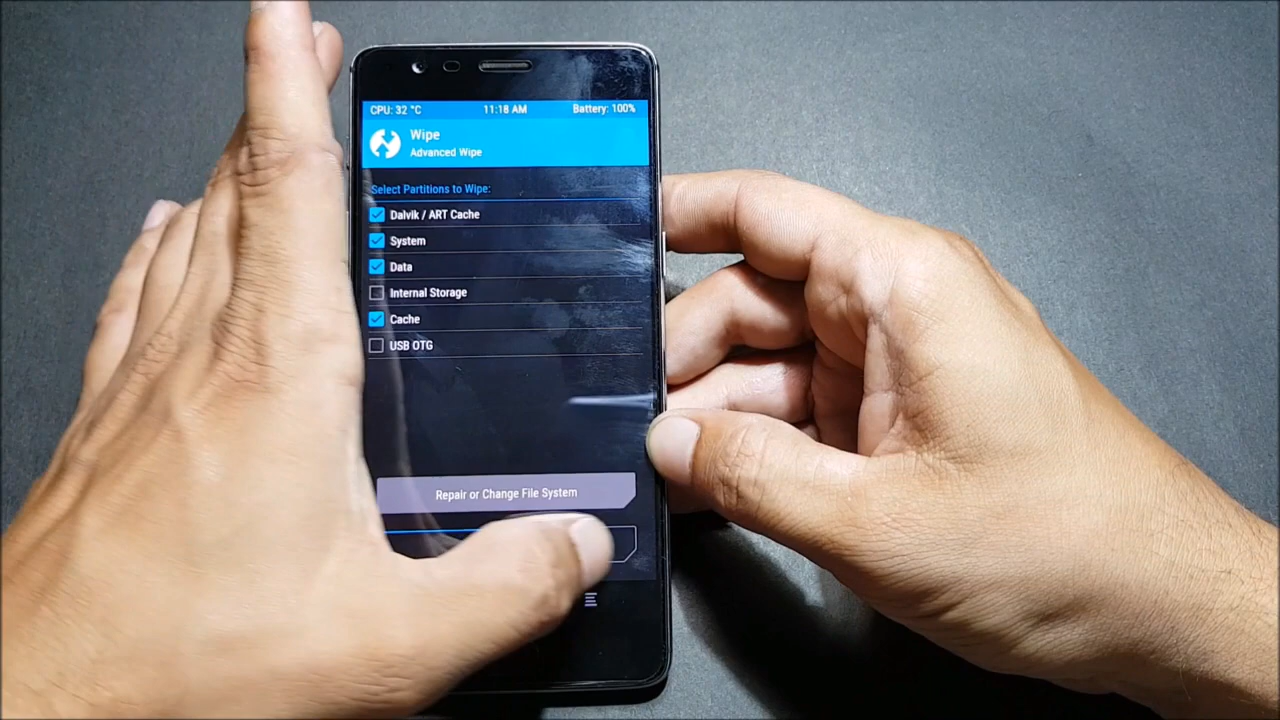 CPU: 32 °C 11:18 AM Battery: 100%
Wipe
Advanced Wipe
Select Partitions to Wipe:
Dalvik / ART Cache
System
Data
Internal Storage
Cache
USB OTG
Repair or Change File System